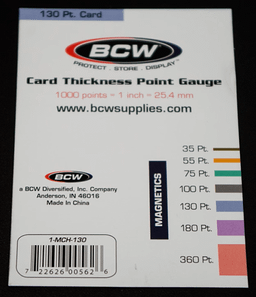 130 Pt. Card
BCW
PROTECT . STORE . DISPLAY
Card Thickness Point Gauge
1000 points = 1 inch = 25.4 mm
www.bcwsupplies.com
35 Pt.
55 Pt.
75 Pt.
100 Pt.
130 Pt.
180 Pt.
360 Pt.
MAGNETICS
BCW
BCW Diversified, Inc. Company
Anderson, IN 46016
Made In China
1-MCH-130
7 22626 00562 6